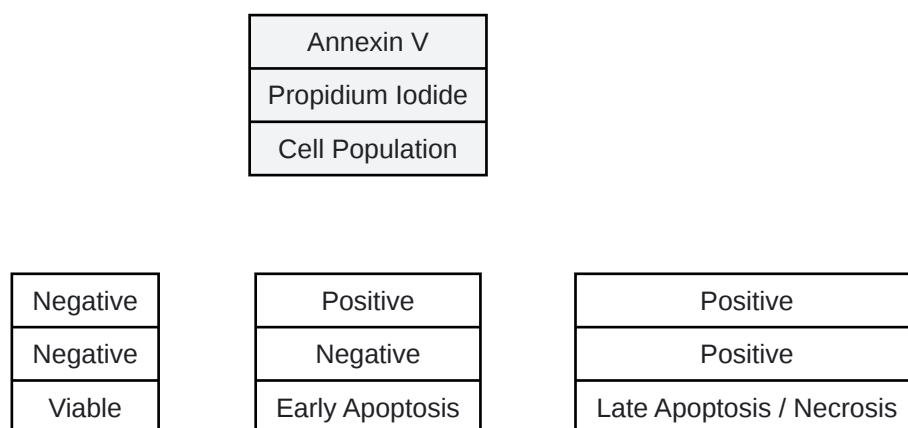 Annexin V
Propidium Iodide
Cell Population
Negative
Negative
Viable
Positive
Negative
Early Apoptosis
Positive
Positive
Late Apoptosis / Necrosis